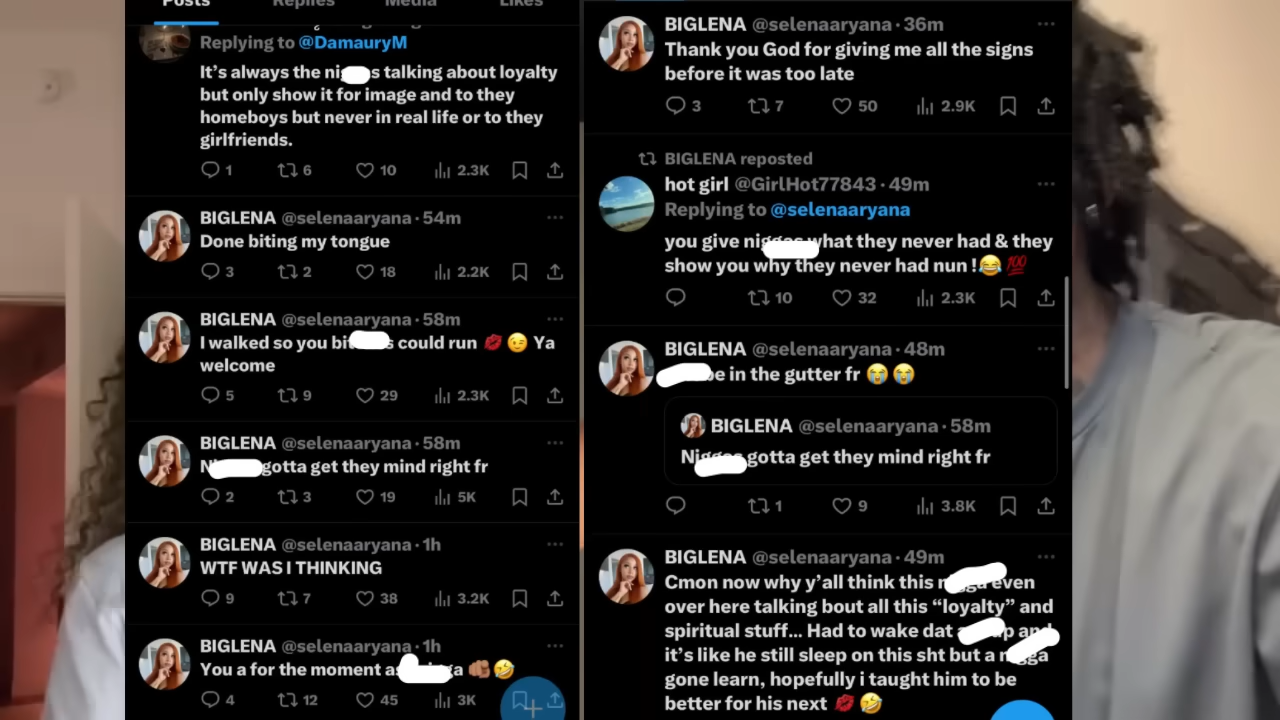 Posts
Replies
Media
Likes
Replying to @DamauryM
It's always the ni s talking about loyalty
but only show it for image and to they
homeboys but never in real life or to they
girlfriends.
1 6 10 2.3K
BIGLENA @selenaaryana · 54m
Done biting my tongue
3 2 18 2.2K
BIGLENA @selenaaryana · 58m
I walked so you bit s could run 💋 😉 Ya
welcome
5 9 29 2.3K
BIGLENA @selenaaryana · 58m
gotta get they mind right fr
2 3 19 5K
BIGLENA @selenaaryana · 1h
WTF WAS I THINKING
9 7 38 3.2K
BIGLENA @selenaaryana · 1h
You a for the moment as 🤣
4 12 45 3K
BIGLENA @selenaaryana · 36m
Thank you God for giving me all the signs
before it was too late
3 7 50 2.9K
BIGLENA reposted
hot girl @GirlHot77843 · 49m
Replying to @selenaaryana
you give niggas what they never had & they
show you why they never had nun !😂 💯
10 32 2.3K
BIGLENA @selenaaryana · 48m
be in the gutter fr 😭 😭
BIGLENA @selenaaryana · 58m
Niggas gotta get they mind right fr
1 9 3.8K
BIGLENA @selenaaryana · 49m
Cmon now why y'all think this nigga even
over here talking bout all this “loyalty” and
spiritual stuff... Had to wake dat and
it's like he still sleep on this sht but a nigga
gone learn, hopefully i taught him to be
better for his next 💋 🤣